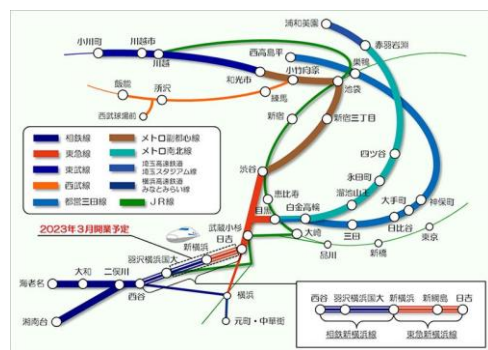 浦和美園
小川町
川越市
川越
西高島平
巣鴨
赤羽岩淵
和光市
小竹向原
池袋
飯能
所沢
練馬
西武球場前
新宿
新宿三丁目
相鉄線
東急線
東武線
西武線
都営三田線
メトロ副都心線
メトロ南北線
埼玉高速鉄道
埼玉スタジアム線
横浜高速鉄道
みなとみらい線
JR線
四ツ谷
渋谷
永田町
溜池山王
恵比寿
目黒
白金高輪
大手町
神保町
日比谷
三田
大崎
品川
新橋
東京
2023年3月開業予定
武蔵小杉
日吉
新横浜
羽沢横浜国大
海老名
大和
二俣川
西谷
湘南台
横浜
元町・中華街
西谷
羽沢横浜国大
新横浜
新綱島
日吉
相鉄新横浜線
東急新横浜線